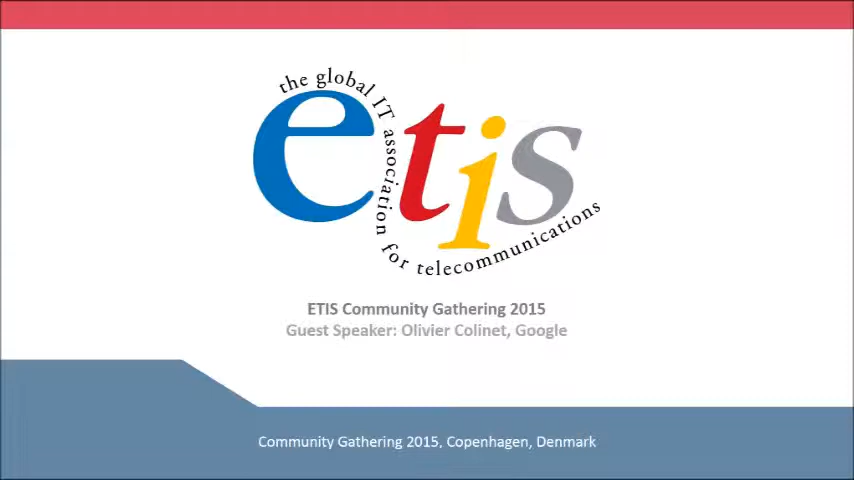 the global IT association for telecommunications
etis
ETIS Community Gathering 2015
Guest Speaker: Olivier Colinet, Google
Community Gathering 2015, Copenhagen, Denmark